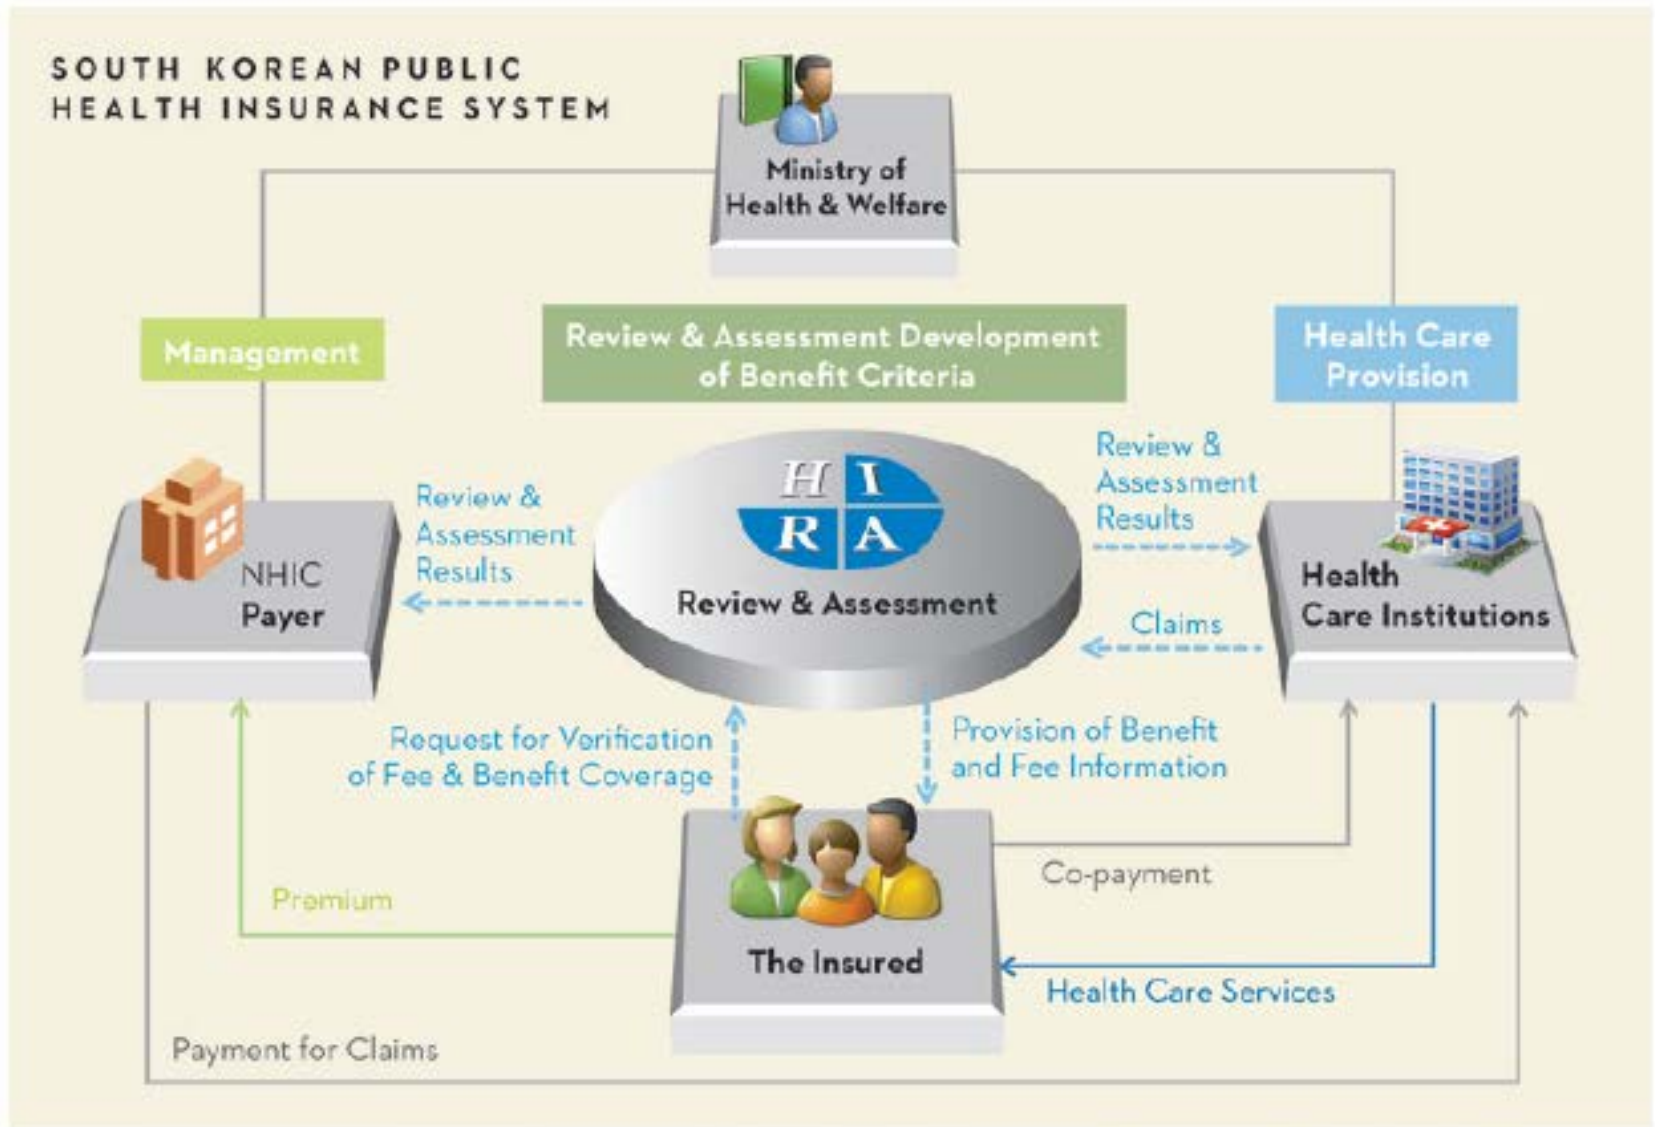 SOUTH KOREAN PUBLIC
HEALTH INSURANCE SYSTEM
Ministry of
Health & Welfare
Management
Review & Assessment Development
of Benefit Criteria
Health Care
Provision
Review &
Assessment
Results
HIRA
Review & Assessment
Review &
Assessment
Results
NHIC
Payer
Health
Care Institutions
Claims
Request for Verification
of Fee & Benefit Coverage
Provision of Benefit
and Fee Information
Premium
Co-payment
The Insured
Health Care Services
Payment for Claims